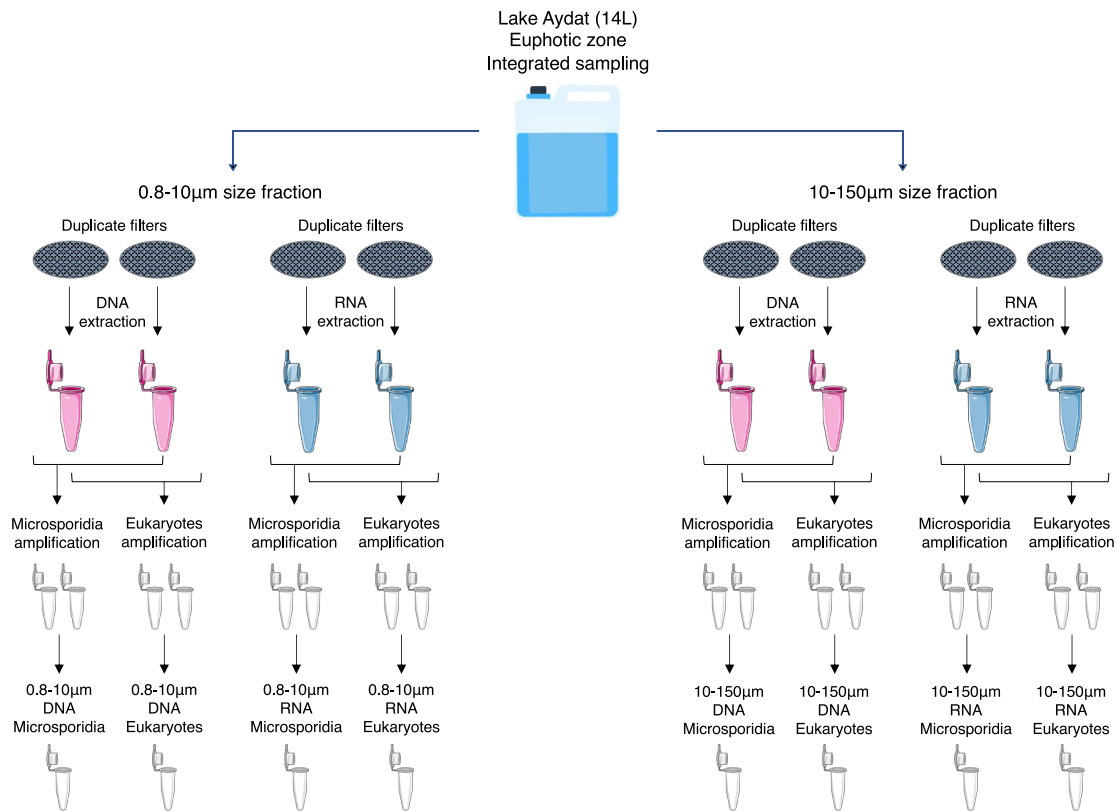 Lake Aydat (14L)
Euphotic zone
Integrated sampling
0.8-10µm size fraction
10-150µm size fraction
Duplicate filters
Duplicate filters
Duplicate filters
Duplicate filters
DNA
extraction
RNA
extraction
DNA
extraction
RNA
extraction
Microsporidia
amplification
Eukaryotes
amplification
Microsporidia
amplification
Eukaryotes
amplification
Microsporidia
amplification
Eukaryotes
amplification
Microsporidia
amplification
Eukaryotes
amplification
0.8-10µm
DNA
Microsporidia
0.8-10µm
DNA
Eukaryotes
0.8-10µm
RNA
Microsporidia
0.8-10µm
RNA
Eukaryotes
10-150µm
DNA
Microsporidia
10-150µm
DNA
Eukaryotes
10-150µm
RNA
Microsporidia
10-150µm
RNA
Eukaryotes